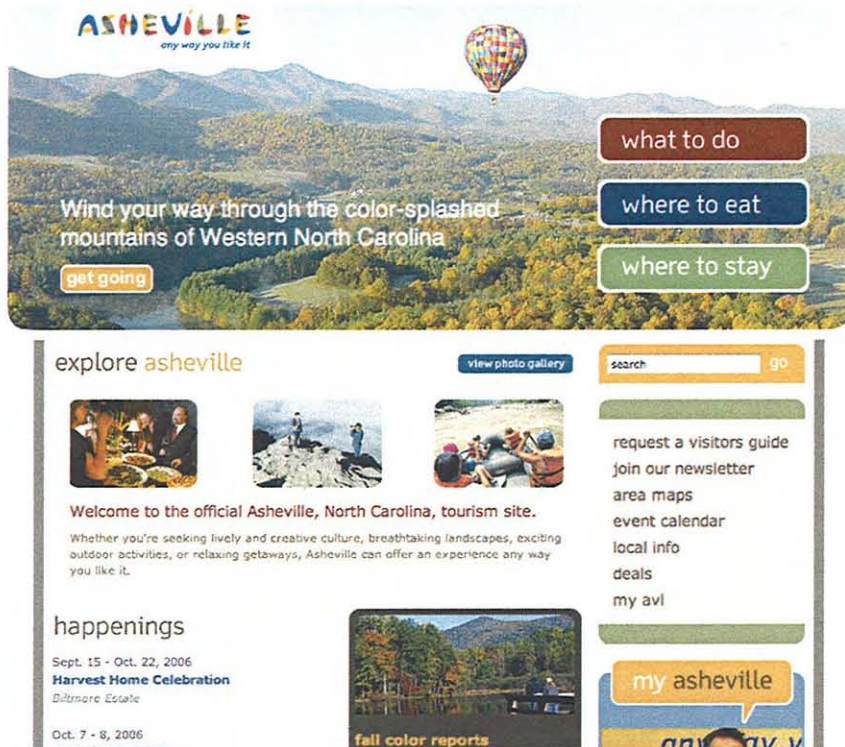 ASHEVILLE
any way you like it
what to do
where to eat
where to stay
Wind your way through the color-splashed
mountains of Western North Carolina
get going
explore asheville
view photo gallery
search
go
Welcome to the official Asheville, North Carolina, tourism site.
Whether you're seeking lively and creative culture, breathtaking landscapes, exciting
outdoor activities, or relaxing getaways, Asheville can offer an experience any way
you like it.
request a visitors guide
join our newsletter
area maps
event calendar
local info
deals
my avl
happenings
Sept. 15 - Oct. 22, 2006
Harvest Home Celebration
Biltmore Estate
Oct. 7 - 8, 2006
fall color reports
my asheville
any